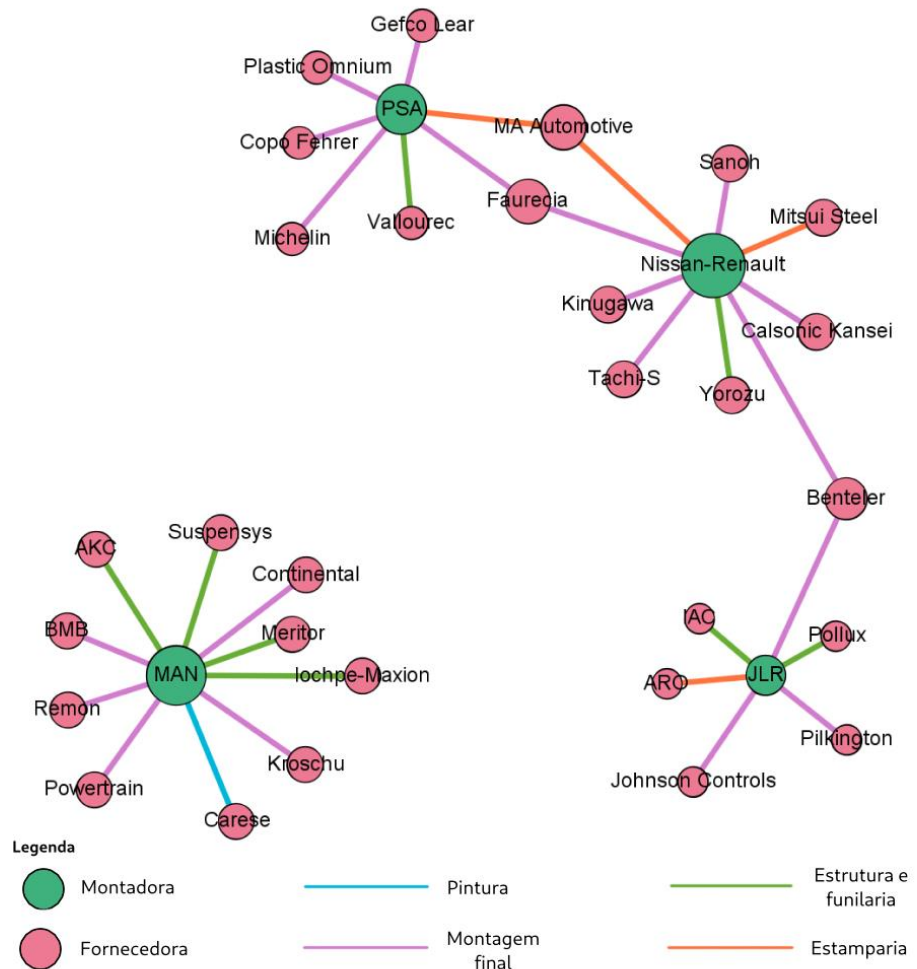 Gefco Lear
Plastic Omnium
PSA
MA Automotive
Copo Fehrer
Sanoh
Faurecia
Mitsui Steel
Vallourec
Michelin
Nissan-Renault
Kinugawa
Calsonic Kansei
Tachi-S
Yorozu
Benteler
Suspensys
AKC
Continental
BMB
Meritor
IAC
Pollux
MAN
Iochpe-Maxion
JLR
ARO
Remon
Pilkington
Kroschu
Powertrain
Johnson Controls
Carese
Legenda
Montadora
Pintura
Estrutura e
funilaria
Fornecedora
Montagem
final
Estamparia